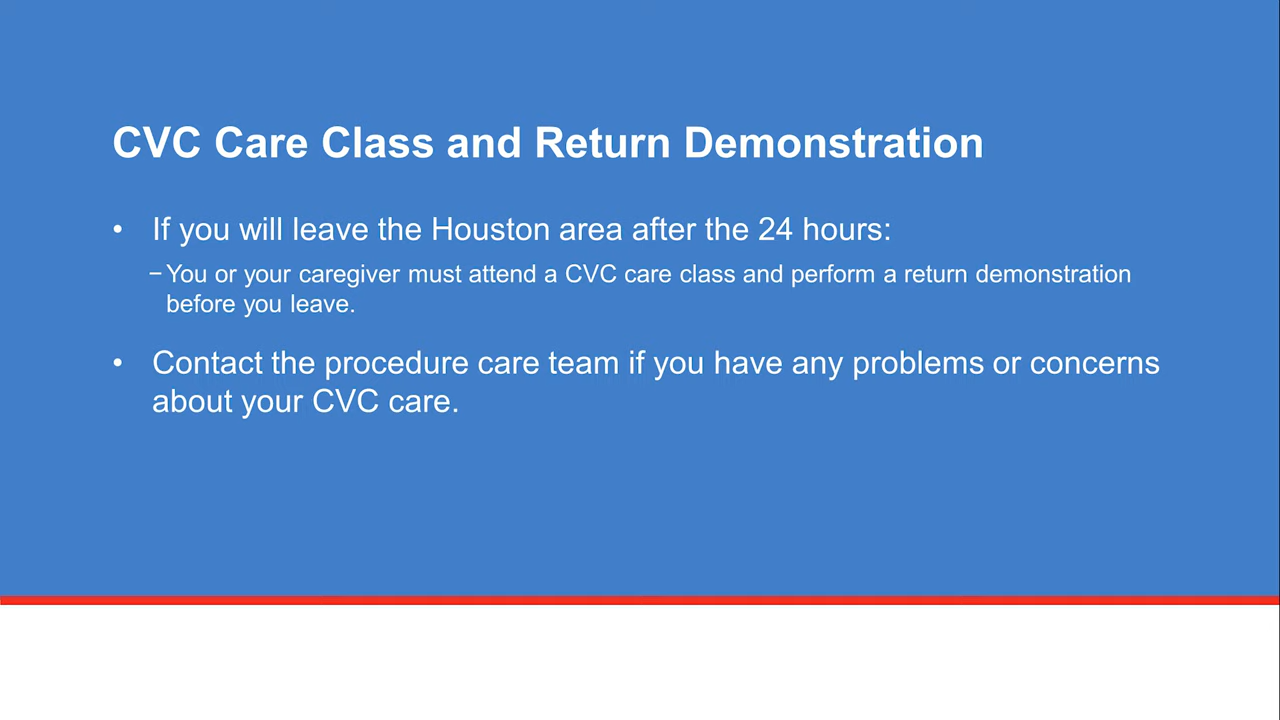 CVC Care Class and Return Demonstration
• If you will leave the Houston area after the 24 hours:
–You or your caregiver must attend a CVC care class and perform a return demonstration
before you leave.
• Contact the procedure care team if you have any problems or concerns
about your CVC care.